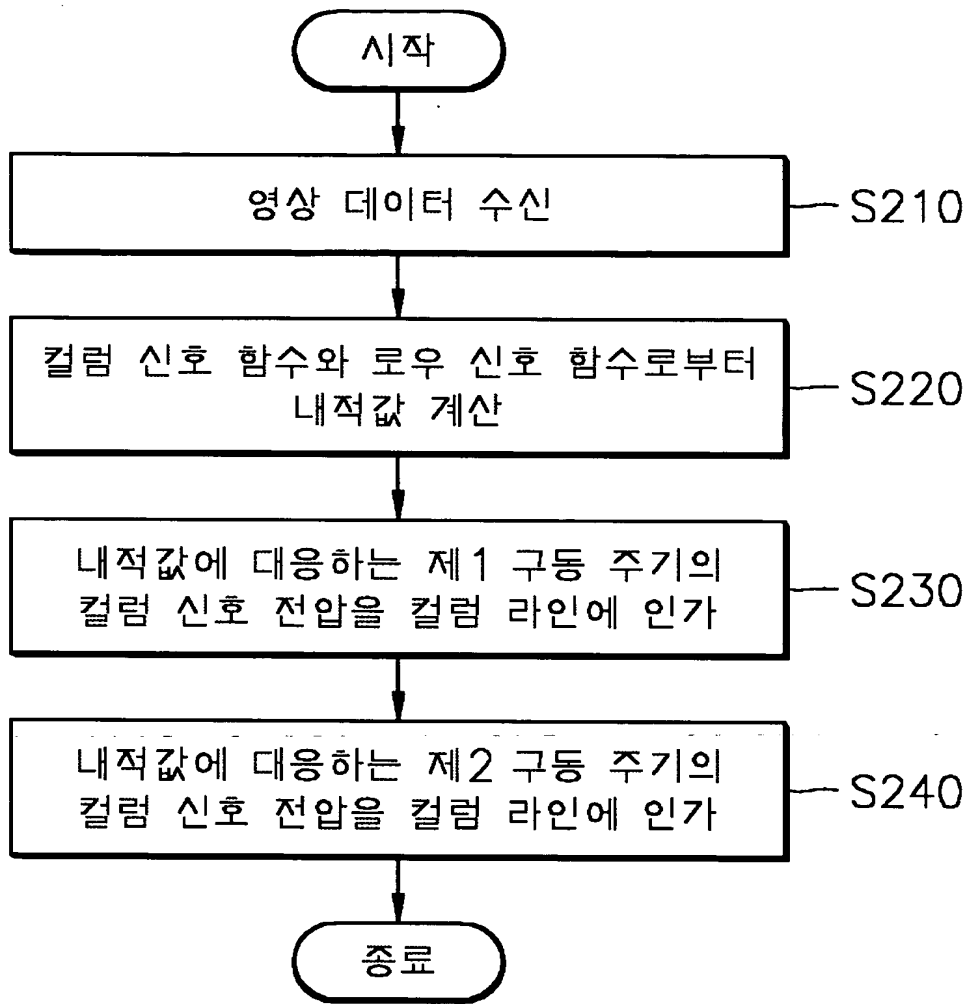 시작
영상 데이터 수신
S210
컬럼 신호 함수와 로우 신호 함수로부터
내적값 계산
S220
내적값에 대응하는 제1 구동 주기의
컬럼 신호 전압을 컬럼 라인에 인가
S230
내적값에 대응하는 제2 구동 주기의
컬럼 신호 전압을 컬럼 라인에 인가
S240
종료